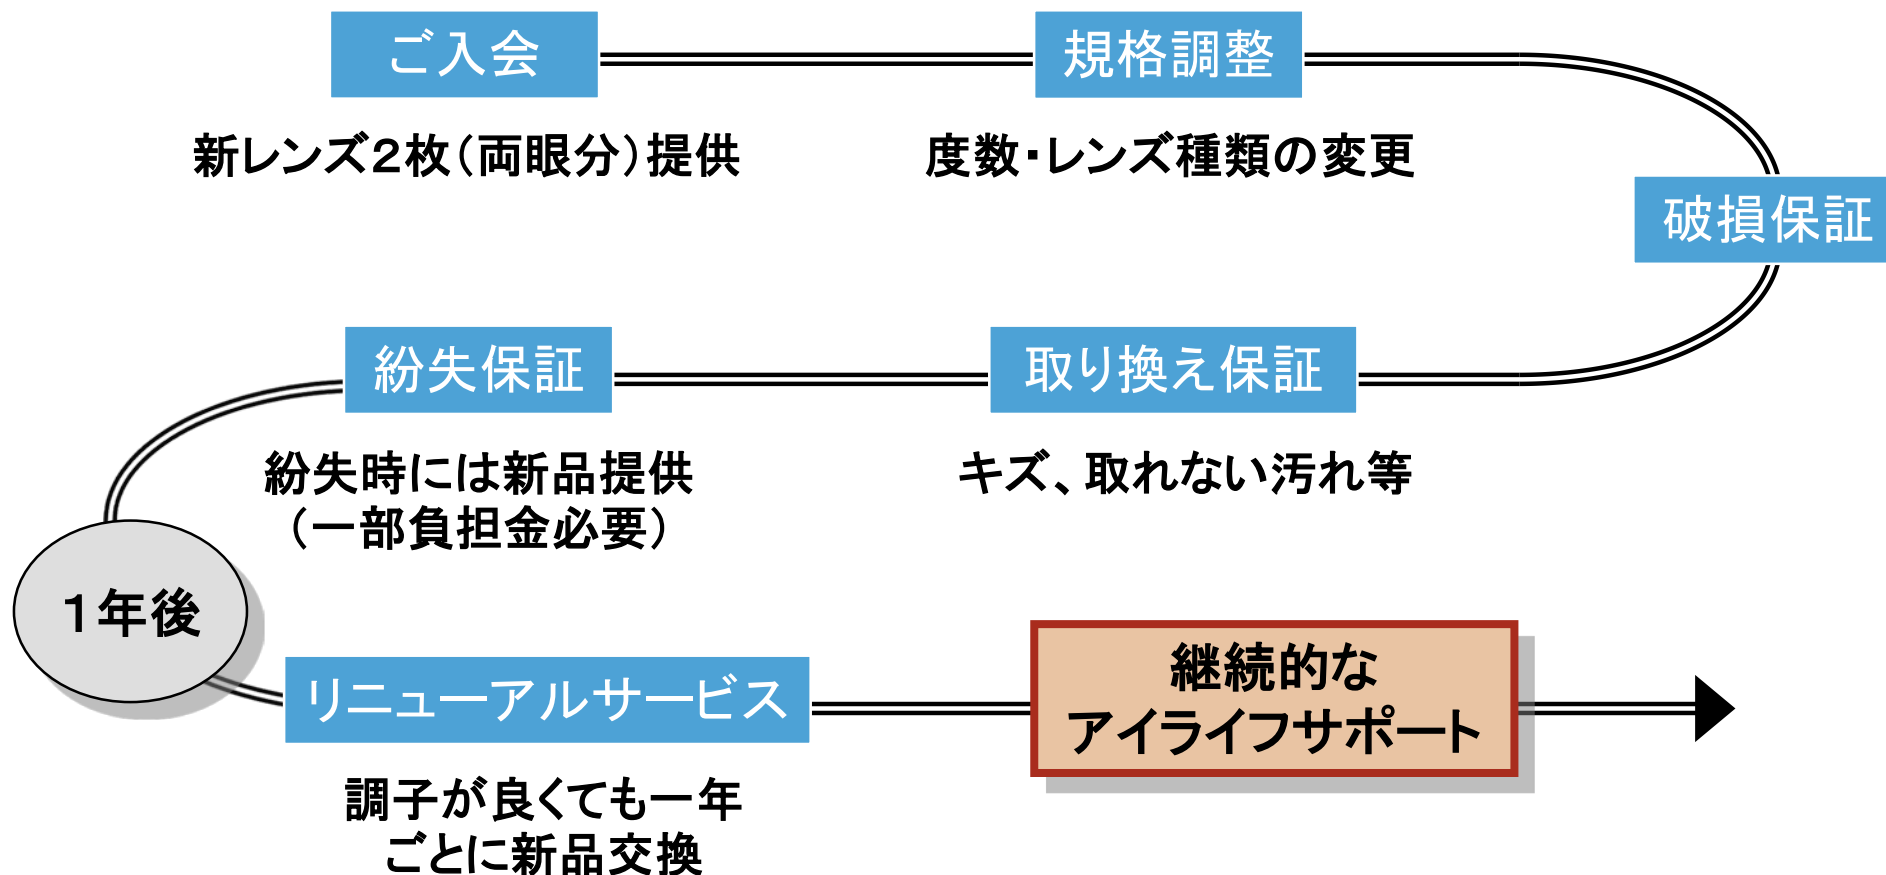 ご入会
新レンズ２枚（両眼分）提供
規格調整
度数・レンズ種類の変更
破損保証
取り換え保証
キズ、取れない汚れ等
紛失保証
紛失時には新品提供
（一部負担金必要）
１年後
リニューアルサービス
調子が良くても一年
ごとに新品交換
継続的な
アイライフサポート